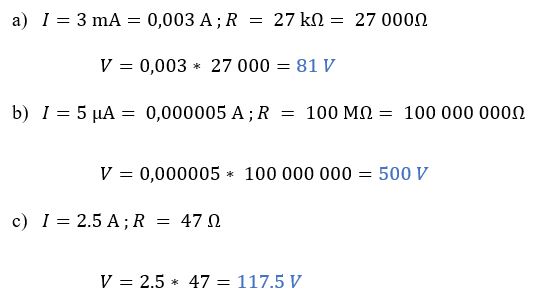 a) I = 3 mA = 0,003 A ; R = 27 kΩ = 27 000Ω
V = 0,003 * 27 000 = 81 V
b) I = 5 µA = 0,000005 A ; R = 100 MΩ = 100 000 000Ω
V = 0,000005 * 100 000 000 = 500 V
c) I = 2.5 A ; R = 47 Ω
V = 2.5 * 47 = 117.5 V